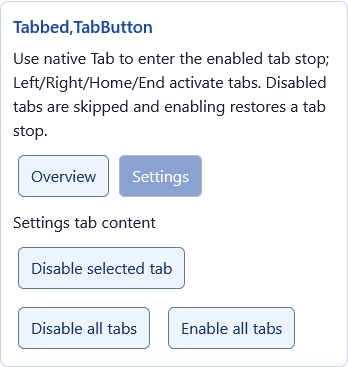 Tabbed,TabButton
Use native Tab to enter the enabled tab stop;
Left/Right/Home/End activate tabs. Disabled
tabs are skipped and enabling restores a tab
stop.
Overview Settings
Settings tab content
Disable selected tab
Disable all tabs Enable all tabs